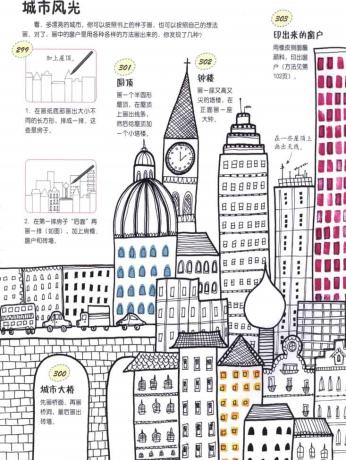 城市风光
看，多漂亮的城市，你可以按照书上的样子画，也可以按照自己的想法
画。对了，画中的窗户是用各种各样的方法画出来的，你发现了几种？
299
加上屋顶。
1、在画纸底部画出大小不
同的长方形，排成一排，这
些是房子。
2、在第一排房子“后面”再
画一排（如图），加上房檐、
窗户和砖墙。
301
圆顶
画一个半圆形
屋顶，在屋顶
上画出线条，
然后给屋顶添加
一个小塔楼。
302
钟楼
画一座又高又
尖的塔楼，在
正面画一座
大钟。
303
印出来的窗户
用橡皮侧面蘸
颜料，印出窗
户（方法见第
102页）。
在一些屋顶上
画出天线。
300
城市大桥
先画桥面，再画
桥洞，最后画出
砖墙。